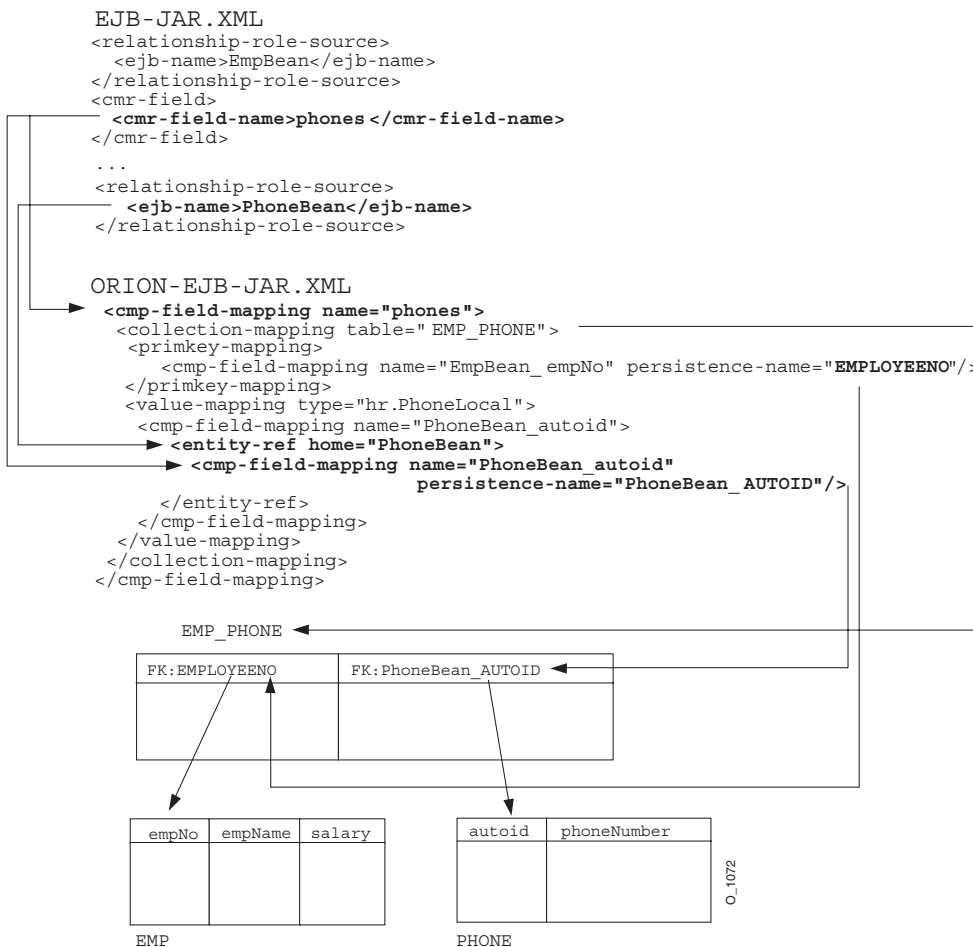 EJB-JAR.XML
<relationship-role-source>
<ejb-name>EmpBean</ejb-name>
</relationship-role-source>
<cmr-field>
<cmr-field-name>phones </cmr-field-name>
</cmr-field>
...
<relationship-role-source>
<ejb-name>PhoneBean</ejb-name>
</relationship-role-source>
ORION-EJB-JAR.XML
<cmp-field-mapping name="phones">
<collection-mapping table=" EMP_PHONE">
<primkey-mapping>
<cmp-field-mapping name="EmpBean_empNo" persistence-name="EMPLOYEENO"/>
</primkey-mapping>
<value-mapping type="hr.PhoneLocal">
<cmp-field-mapping name="PhoneBean_autoid">
<entity-ref home="PhoneBean">
<cmp-field-mapping name="PhoneBean_autoid"
persistence-name="PhoneBean_AUTOID"/>
</entity-ref>
</cmp-field-mapping>
</value-mapping>
</collection-mapping>
</cmp-field-mapping>
EMP_PHONE
FK:EMPLOYEENO FK:PhoneBean_AUTOID
empNo empName salary autoid phoneNumber
O_1072
EMP PHONE